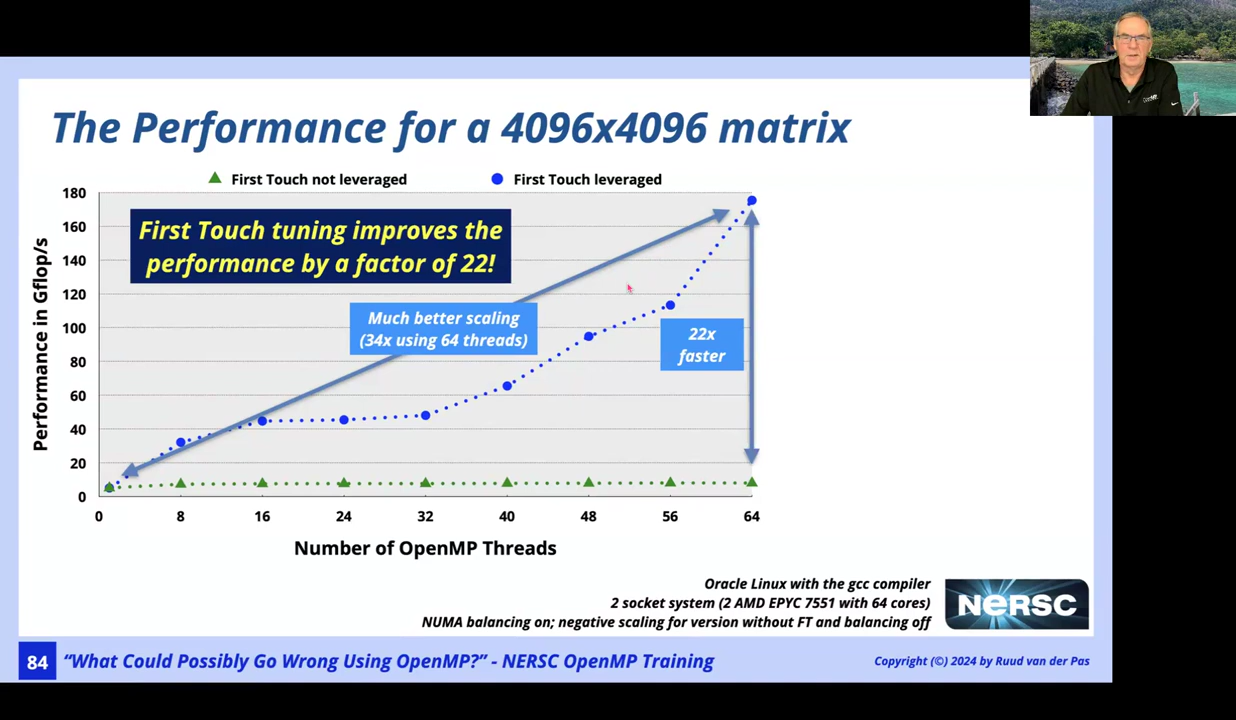 The Performance for a 4096x4096 matrix
First Touch not leveraged
First Touch leveraged
180
160
140
120
100
80
60
40
20
0
Performance in Gflop/s
First Touch tuning improves the
performance by a factor of 22!
Much better scaling
(34x using 64 threads)
22x
faster
0 8 16 24 32 40 48 56 64
Number of OpenMP Threads
Oracle Linux with the gcc compiler
2 socket system (2 AMD EPYC 7551 with 64 cores)
NUMA balancing on; negative scaling for version without FT and balancing off
NERSC
84
“What Could Possibly Go Wrong Using OpenMP?” - NERSC OpenMP Training
Copyright (©) 2024 by Ruud van der Pas